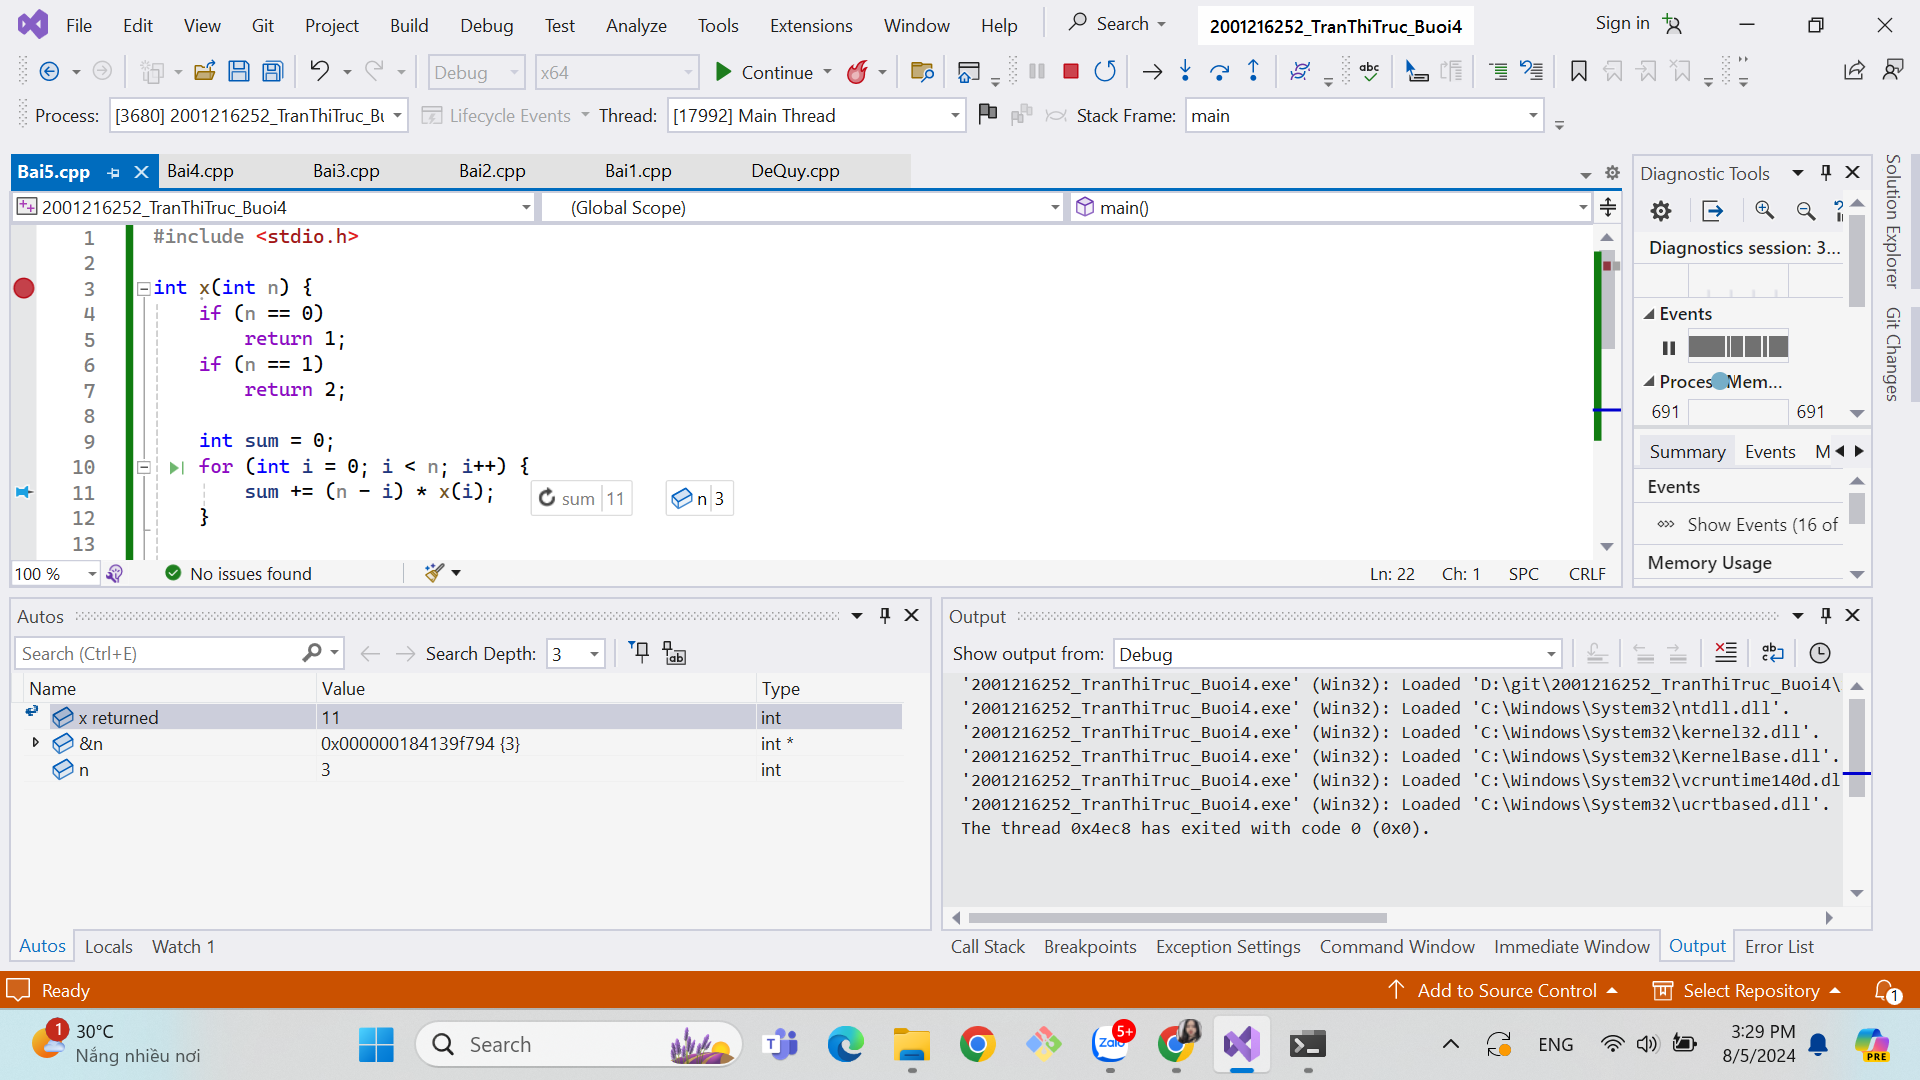 File Edit View Git Project Build Debug Test Analyze Tools Extensions Window Help Search 2001216252_TranThiTruc_Buoi4 Sign in
Debug x64 Continue
Process: [3680] 2001216252_TranThiTruc_Bu Lifecycle Events Thread: [17992] Main Thread Stack Frame: main
Bai5.cpp Bai4.cpp Bai3.cpp Bai2.cpp Bai1.cpp DeQuy.cpp
2001216252_TranThiTruc_Buoi4 (Global Scope) main()
1 #include <stdio.h>
2
3 int x(int n) {
4 if (n == 0)
5 return 1;
6 if (n == 1)
7 return 2;
8
9 int sum = 0;
10 for (int i = 0; i < n; i++) {
11 sum += (n - i) * x(i); sum 11 n 3
12 }
13
100 % No issues found Ln: 22 Ch: 1 SPC CRLF
Diagnostic Tools
Diagnostics session: 3...
Events
Proces Mem...
691 691
Summary Events M
Events
Show Events (16 of
Memory Usage
Solution Explorer
Git Changes
Autos
Search (Ctrl+E) Search Depth: 3
Name Value Type
x returned 11 int
&n 0x000000184139f794 {3} int *
n 3 int
Autos Locals Watch 1
Output
Show output from: Debug
'2001216252_TranThiTruc_Buoi4.exe' (Win32): Loaded 'D:\git\2001216252_TranThiTruc_Buoi4\
'2001216252_TranThiTruc_Buoi4.exe' (Win32): Loaded 'C:\Windows\System32\ntdll.dll'.
'2001216252_TranThiTruc_Buoi4.exe' (Win32): Loaded 'C:\Windows\System32\kernel32.dll'.
'2001216252_TranThiTruc_Buoi4.exe' (Win32): Loaded 'C:\Windows\System32\KernelBase.dll'.
'2001216252_TranThiTruc_Buoi4.exe' (Win32): Loaded 'C:\Windows\System32\vcruntime140d.dl
'2001216252_TranThiTruc_Buoi4.exe' (Win32): Loaded 'C:\Windows\System32\ucrtbased.dll'.
The thread 0x4ec8 has exited with code 0 (0x0).
Call Stack Breakpoints Exception Settings Command Window Immediate Window Output Error List
Ready Add to Source Control Select Repository 1
1 30°C
Nắng nhiều nơi
Search 5+ Zalo ENG
3:29 PM
8/5/2024
PRE